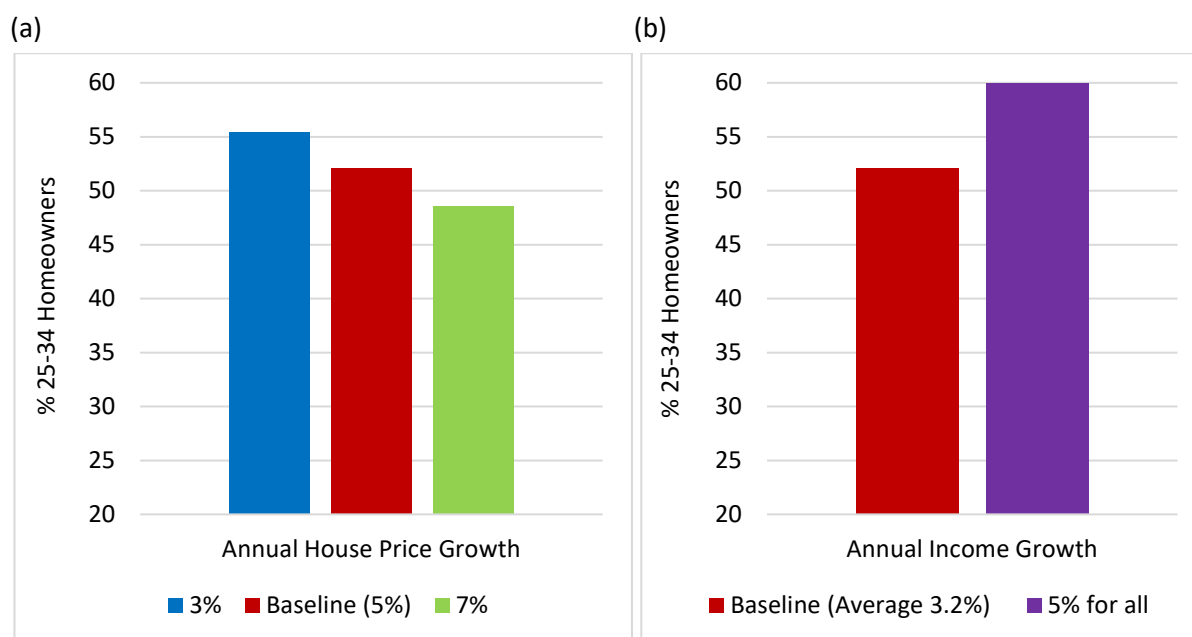 (a)
% 25-34 Homeowners
60
55
50
45
40
35
30
25
20
Annual House Price Growth
3% Baseline (5%) 7%
(b)
% 25-34 Homeowners
60
55
50
45
40
35
30
25
20
Annual Income Growth
Baseline (Average 3.2%) 5% for all